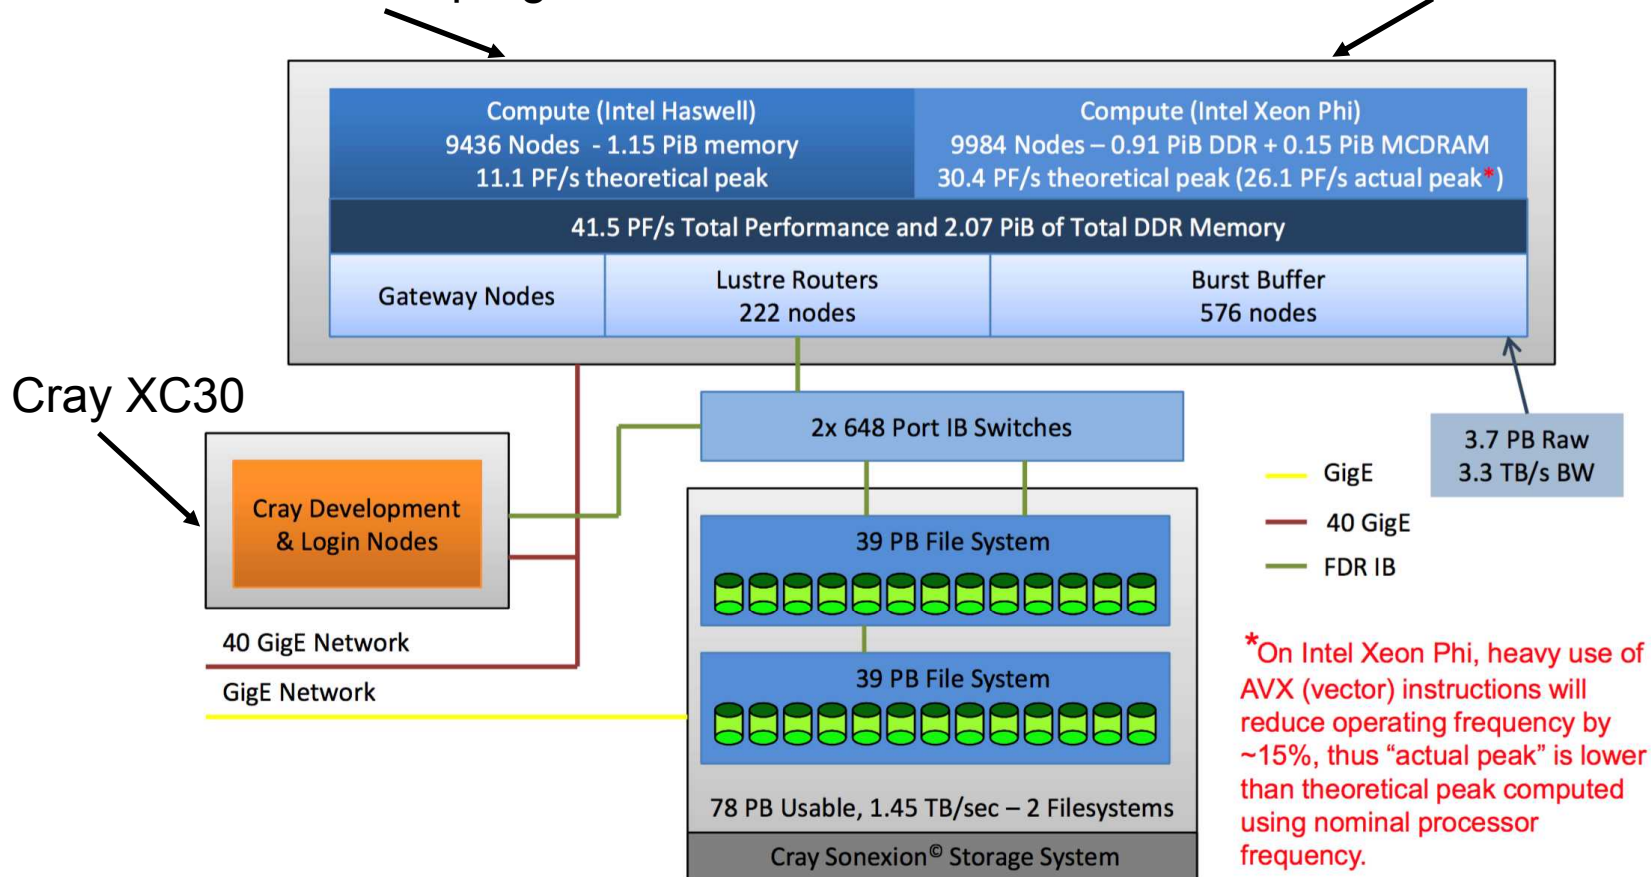 Compute (Intel Haswell)
9436 Nodes - 1.15 PiB memory
11.1 PF/s theoretical peak
Compute (Intel Xeon Phi)
9984 Nodes – 0.91 PiB DDR + 0.15 PiB MCDRAM
30.4 PF/s theoretical peak (26.1 PF/s actual peak*)
41.5 PF/s Total Performance and 2.07 PiB of Total DDR Memory
Gateway Nodes
Lustre Routers
222 nodes
Burst Buffer
576 nodes
Cray XC30
2x 648 Port IB Switches
3.7 PB Raw
3.3 TB/s BW
Cray Development
& Login Nodes
GigE
40 GigE
FDR IB
39 PB File System
40 GigE Network
GigE Network
39 PB File System
78 PB Usable, 1.45 TB/sec – 2 Filesystems
Cray Sonexion© Storage System
*On Intel Xeon Phi, heavy use of
AVX (vector) instructions will
reduce operating frequency by
~15%, thus “actual peak” is lower
than theoretical peak computed
using nominal processor
frequency.